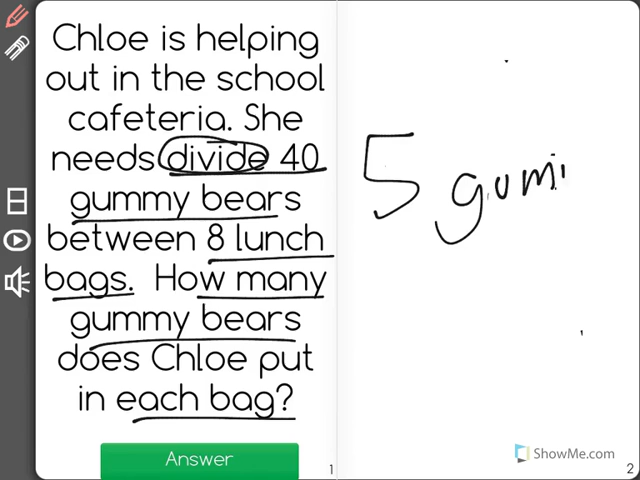 Chloe is helping
out in the school
cafeteria. She
needs divide 40
gummy bears
between 8 lunch
bags. How many
gummy bears
does Chloe put
in each bag?
Answer
1
5 gumi
ShowMe.com
2